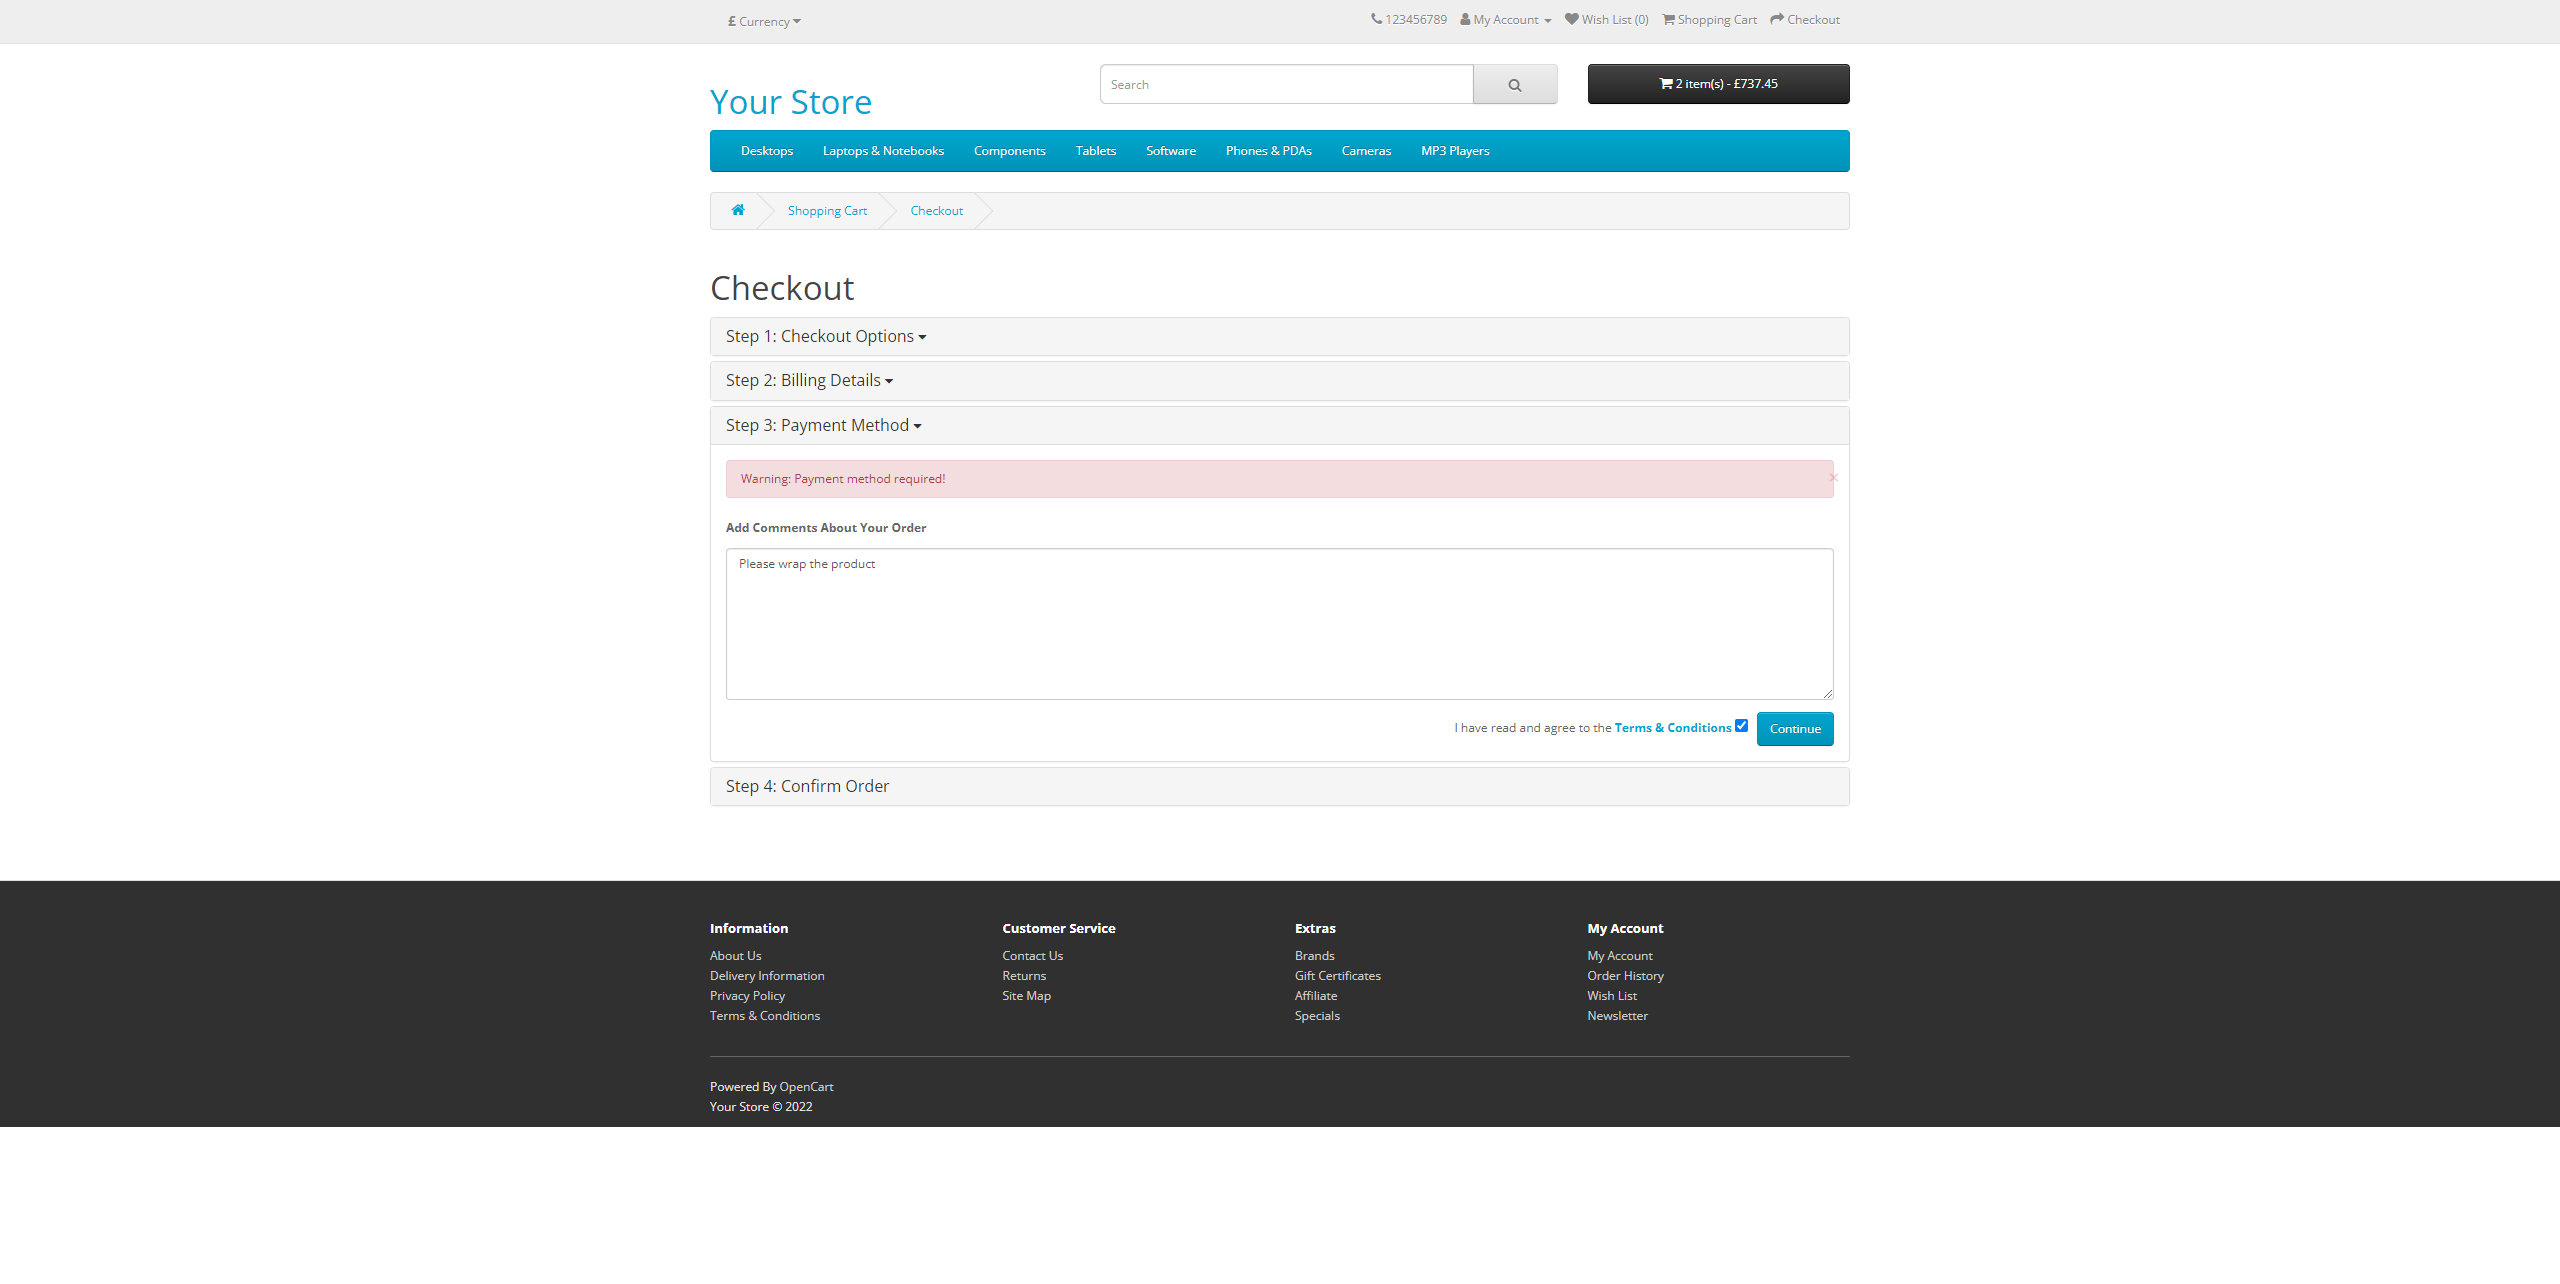 £ Currency
123456789 My Account Wish List (0) Shopping Cart Checkout
Your Store
Search
2 item(s) - £737.45
Desktops Laptops & Notebooks Components Tablets Software Phones & PDAs Cameras MP3 Players
Shopping Cart Checkout
Checkout
Step 1: Checkout Options
Step 2: Billing Details
Step 3: Payment Method
Warning: Payment method required! ×
Add Comments About Your Order
Please wrap the product
I have read and agree to the Terms & Conditions Continue
Step 4: Confirm Order
Information
About Us
Delivery Information
Privacy Policy
Terms & Conditions
Customer Service
Contact Us
Returns
Site Map
Extras
Brands
Gift Certificates
Affiliate
Specials
My Account
My Account
Order History
Wish List
Newsletter
Powered By OpenCart
Your Store © 2022